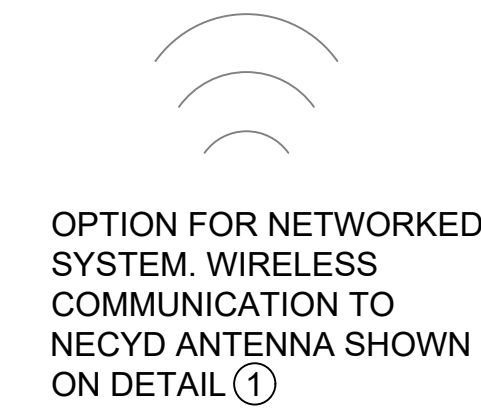 OPTION FOR NETWORKED
SYSTEM. WIRELESS
COMMUNICATION TO
NECYD ANTENNA SHOWN
ON DETAIL 1